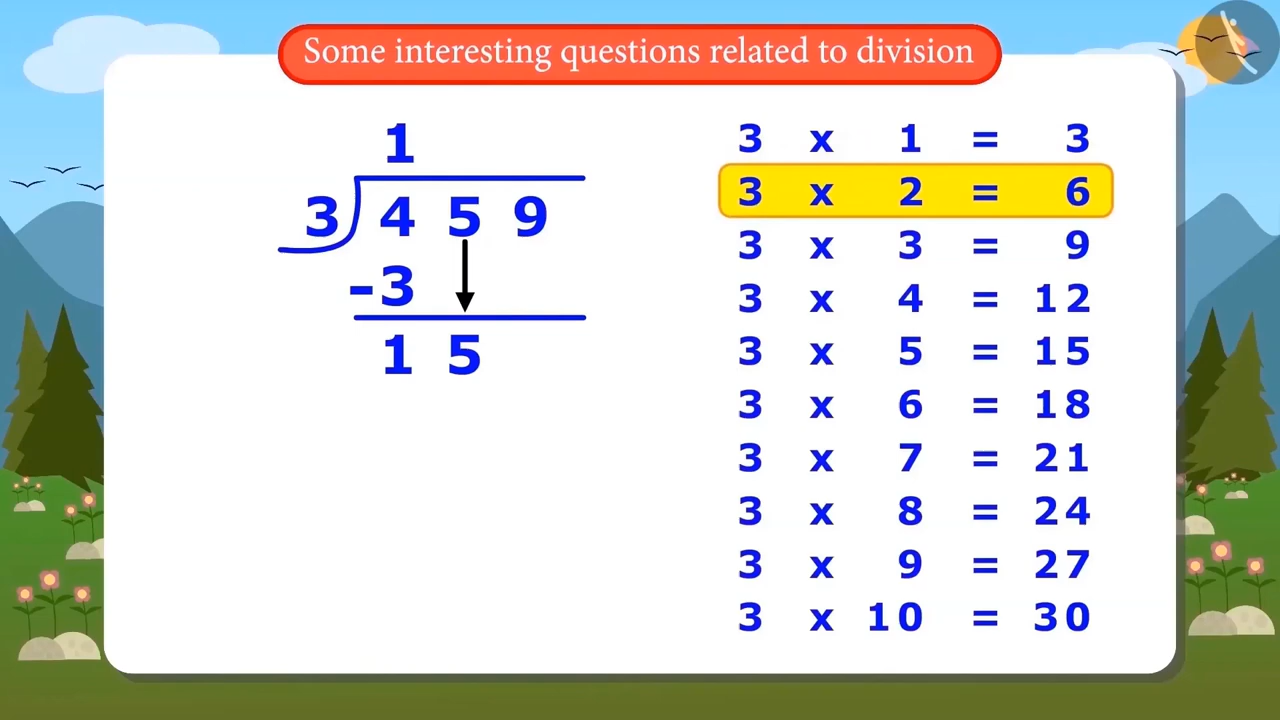 Some interesting questions related to division
1
3 4 5 9
-3
1 5
3 x 1 = 3
3 x 2 = 6
3 x 3 = 9
3 x 4 = 12
3 x 5 = 15
3 x 6 = 18
3 x 7 = 21
3 x 8 = 24
3 x 9 = 27
3 x 10 = 30